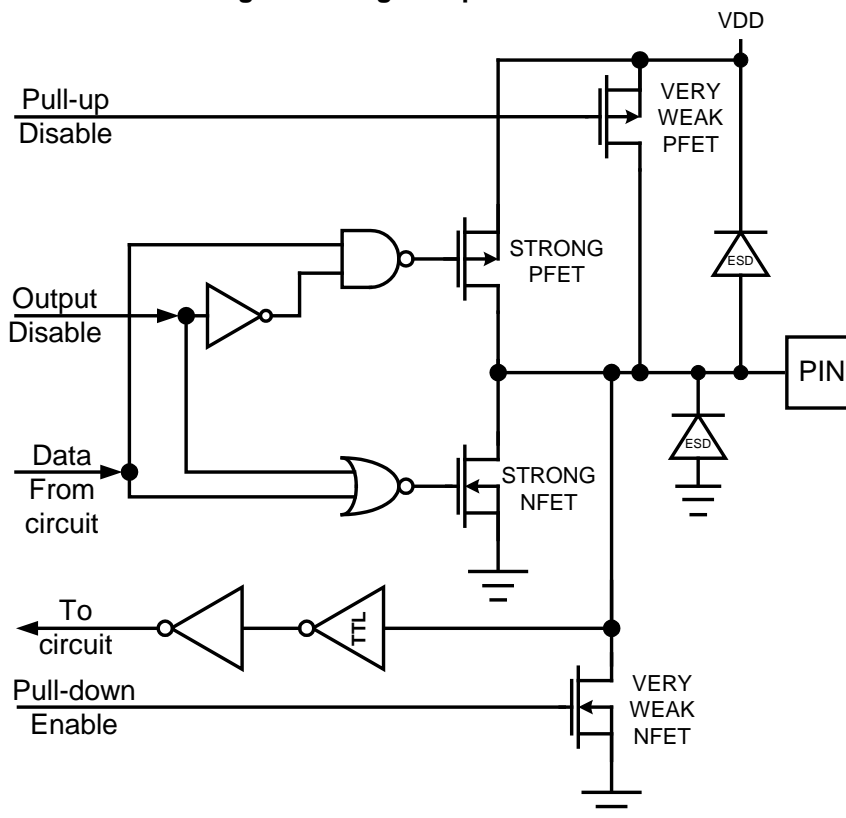 VDD
Pull-up
Disable
VERY
WEAK
PFET
STRONG
PFET
ESD
Output
Disable
PIN
ESD
Data
From
circuit
STRONG
NFET
To
circuit
TTL
Pull-down
Enable
VERY
WEAK
NFET